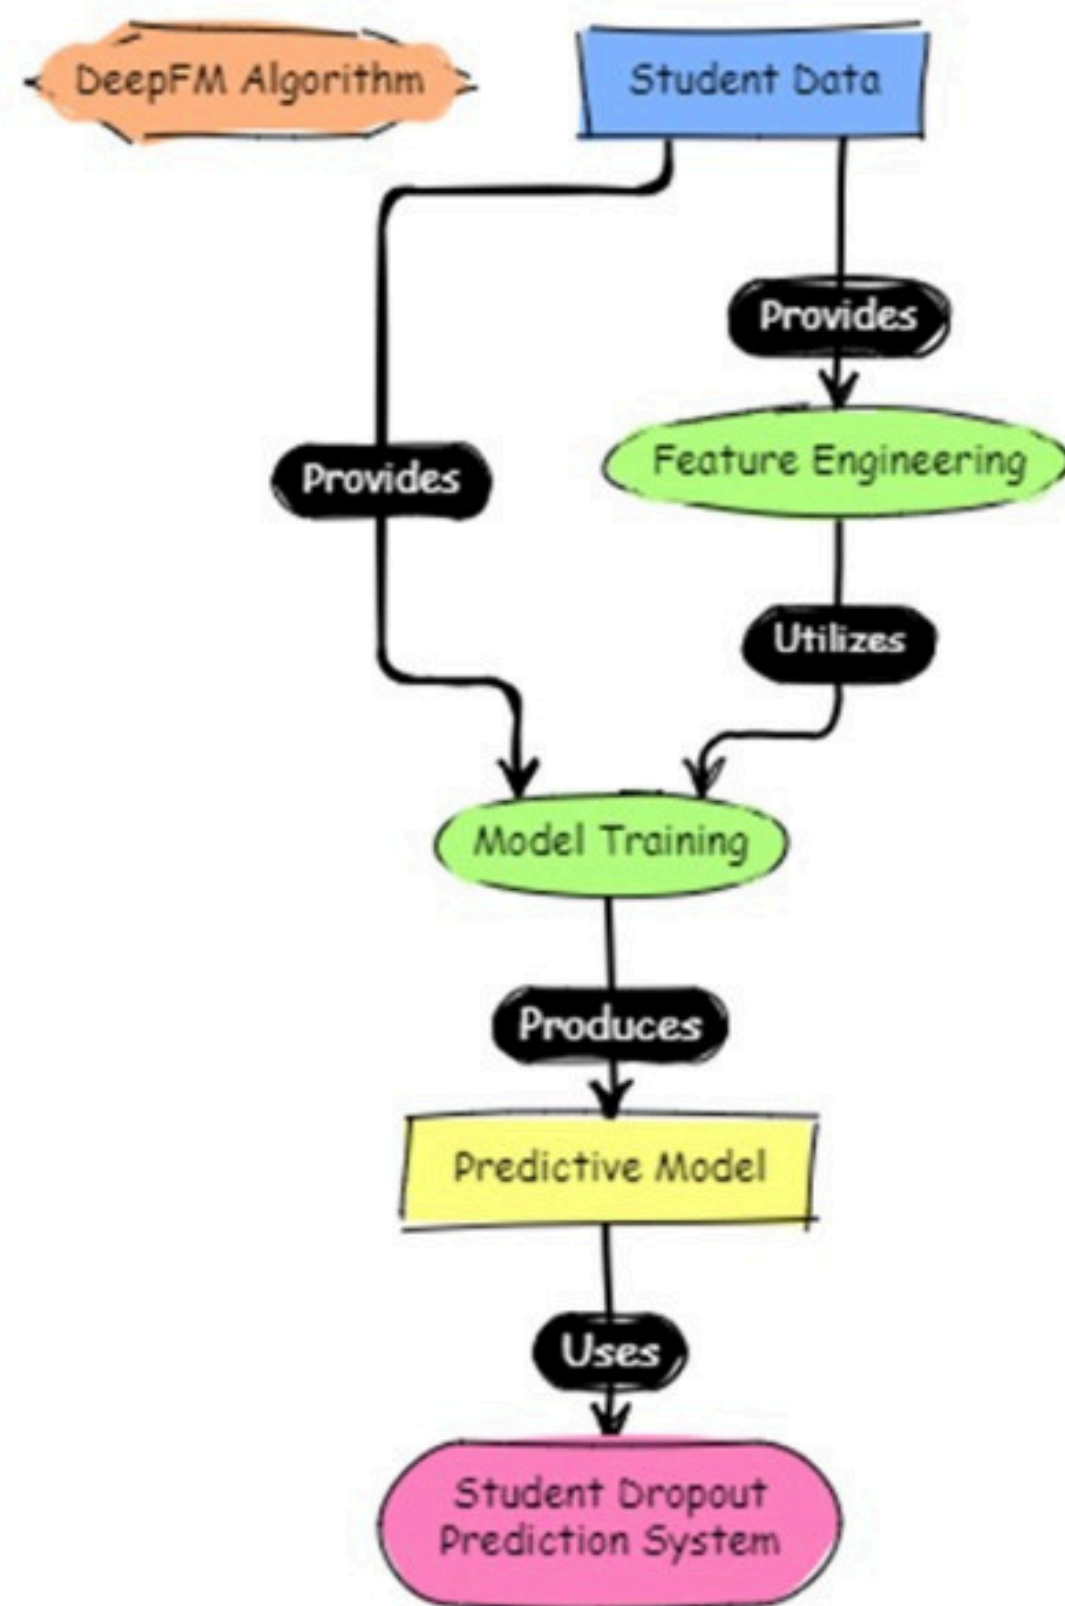 DeepFM Algorithm
Student Data
Provides
Feature Engineering
Provides
Utilizes
Model Training
Produces
Predictive Model
Uses
Student Dropout
Prediction System